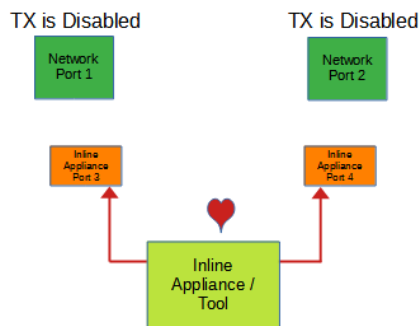 TX is Disabled
TX is Disabled
Network
Port 1
Network
Port 2
Inline
Appliance
Port 3
Inline
Appliance
Port 4
Inline
Appliance /
Tool